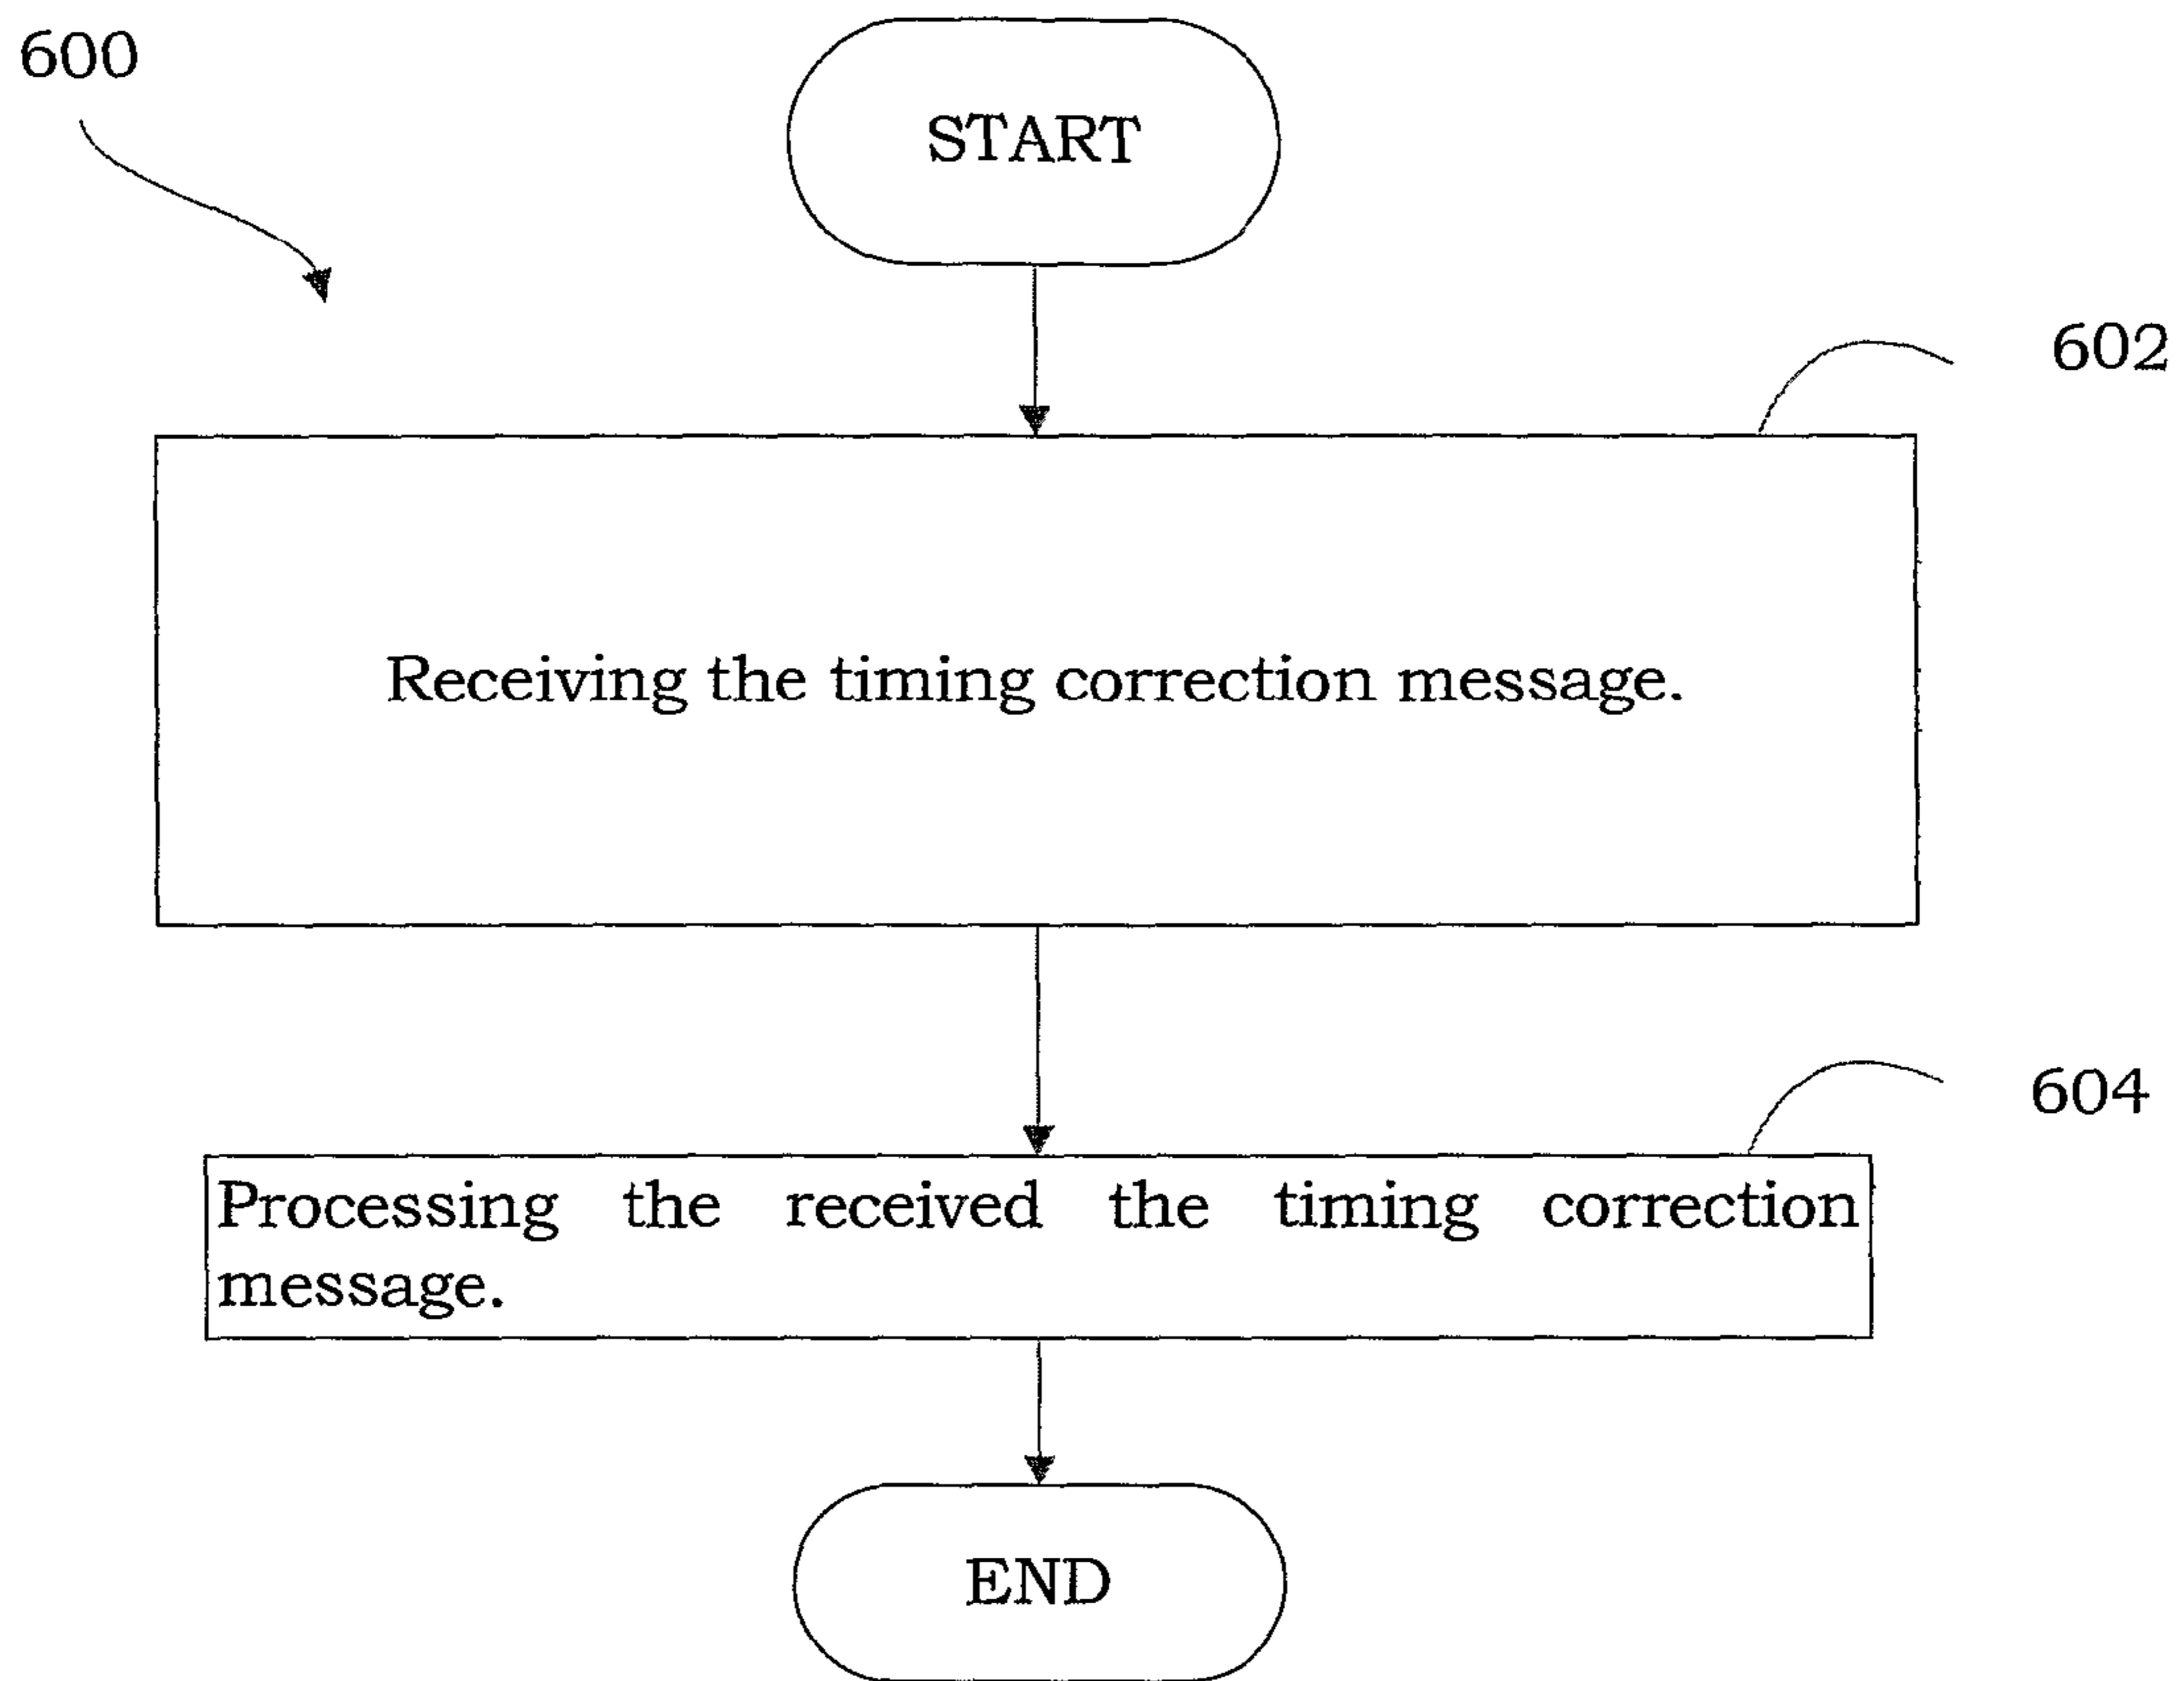 600
START
602
Receiving the timing correction message.
604
Processing the received the timing correction
message.
END